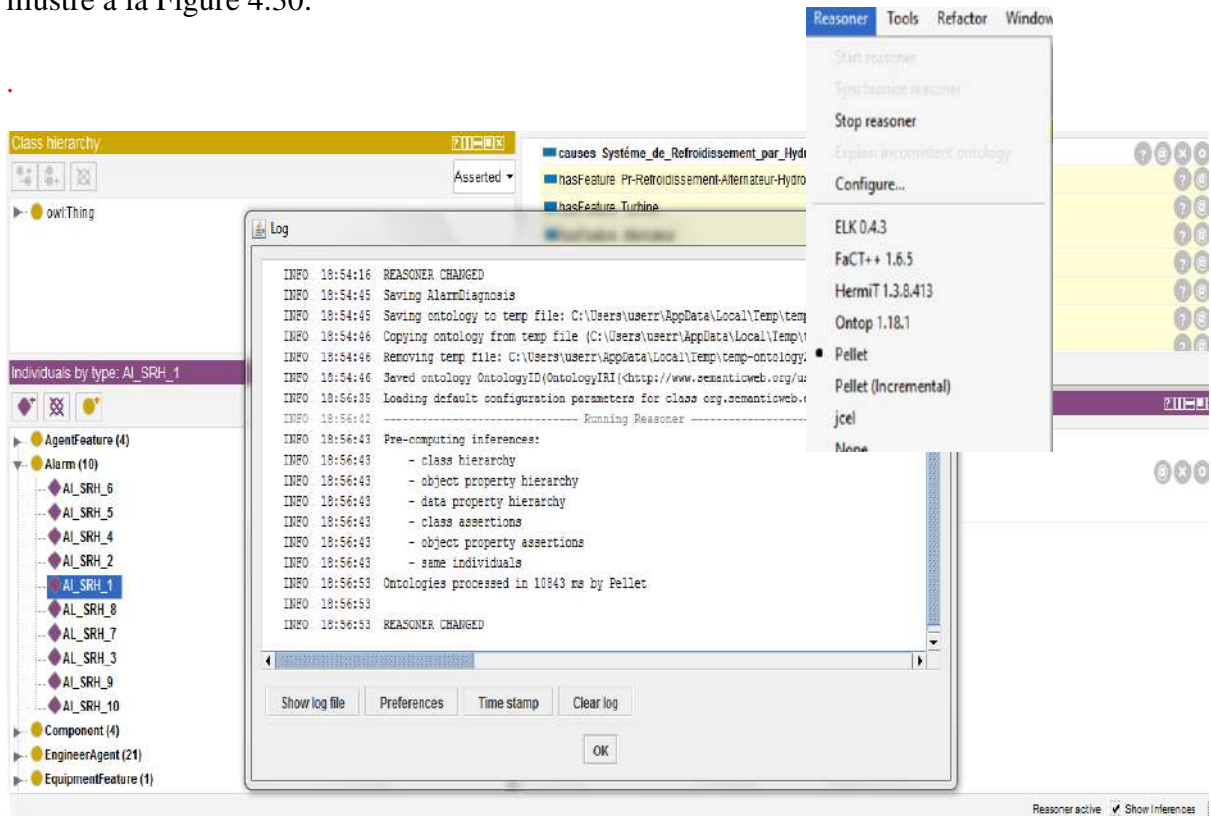 illustré à la Figure 4.30.
.
Reasoner Tools Refactor Window
Start reasoner
Synchronize reasoner
Stop reasoner
Explain inconsistent ontology
Configure...
ELK 0.4.3
FaCT++ 1.6.5
HermiT 1.3.8.413
Ontop 1.18.1
Pellet
Pellet (Incremental)
jcel
None
Class hierarchy:
Asserted
owl:Thing
causes Systéme_de_Refroidissement_par_Hydr
hasFeature Pr-Refroidissement-Alternateur-Hydro
hasFeature Turbine
Individuals by type: AI_SRH_1
AgentFeature (4)
Alarm (10)
AI_SRH_6
AI_SRH_5
AI_SRH_4
AI_SRH_2
AI_SRH_1
AL_SRH_8
AL_SRH_7
AL_SRH_3
AI_SRH_9
AI_SRH_10
Component (4)
EngineerAgent (21)
EquipmentFeature (1)
Log
INFO 18:54:16 REASONER CHANGED
INFO 18:54:45 Saving AlarmDiagnosis
INFO 18:54:45 Saving ontology to temp file: C:\Users\userr\AppData\Local\Temp\temp
INFO 18:54:46 Copying ontology from temp file (C:\Users\userr\AppData\Local\Temp\
INFO 18:54:46 Removing temp file: C:\Users\userr\AppData\Local\Temp\temp-ontology
INFO 18:54:46 Saved ontology OntologyID(OntologyIRI(<http://www.semanticweb.org/us
INFO 18:56:35 Loading default configuration parameters for class org.semanticweb.
INFO 18:56:42 ------------------------------- Running Reasoner -------------------
INFO 18:56:43 Pre-computing inferences:
INFO 18:56:43 - class hierarchy
INFO 18:56:43 - object property hierarchy
INFO 18:56:43 - data property hierarchy
INFO 18:56:43 - class assertions
INFO 18:56:43 - object property assertions
INFO 18:56:43 - same individuals
INFO 18:56:53 Ontologies processed in 10843 ms by Pellet
INFO 18:56:53
INFO 18:56:53 REASONER CHANGED
Show log file Preferences Time stamp Clear log
OK
Reasoner active Show Inferences